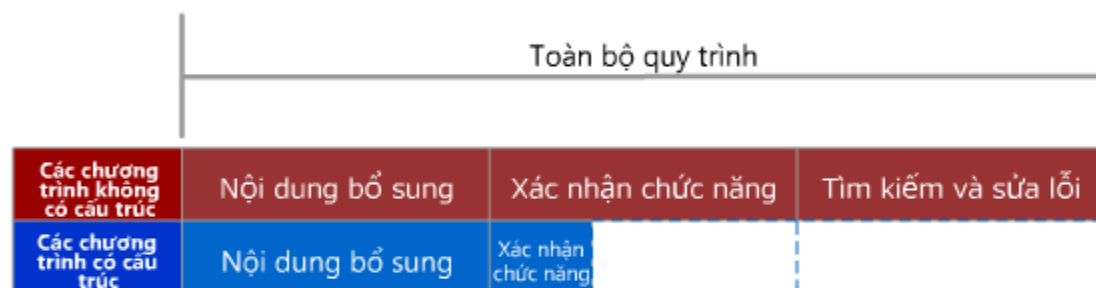 Toàn bộ quy trình
Các chương
trình không
có cấu trúc
Nội dung bổ sung
Xác nhận chức năng
Tìm kiếm và sửa lỗi
Các chương
trình có cấu
trúc
Nội dung bổ sung
Xác nhận
chức năng